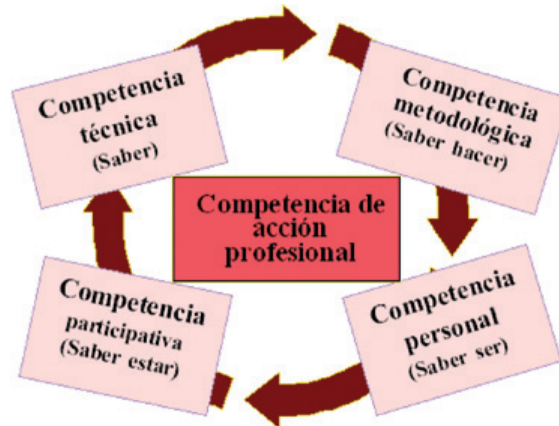 Competencia
técnica
(Saber)
Competencia
metodológica
(Saber hacer)
Competencia de
acción
profesional
Competencia
participativa
(Saber estar)
Competencia
personal
(Saber ser)